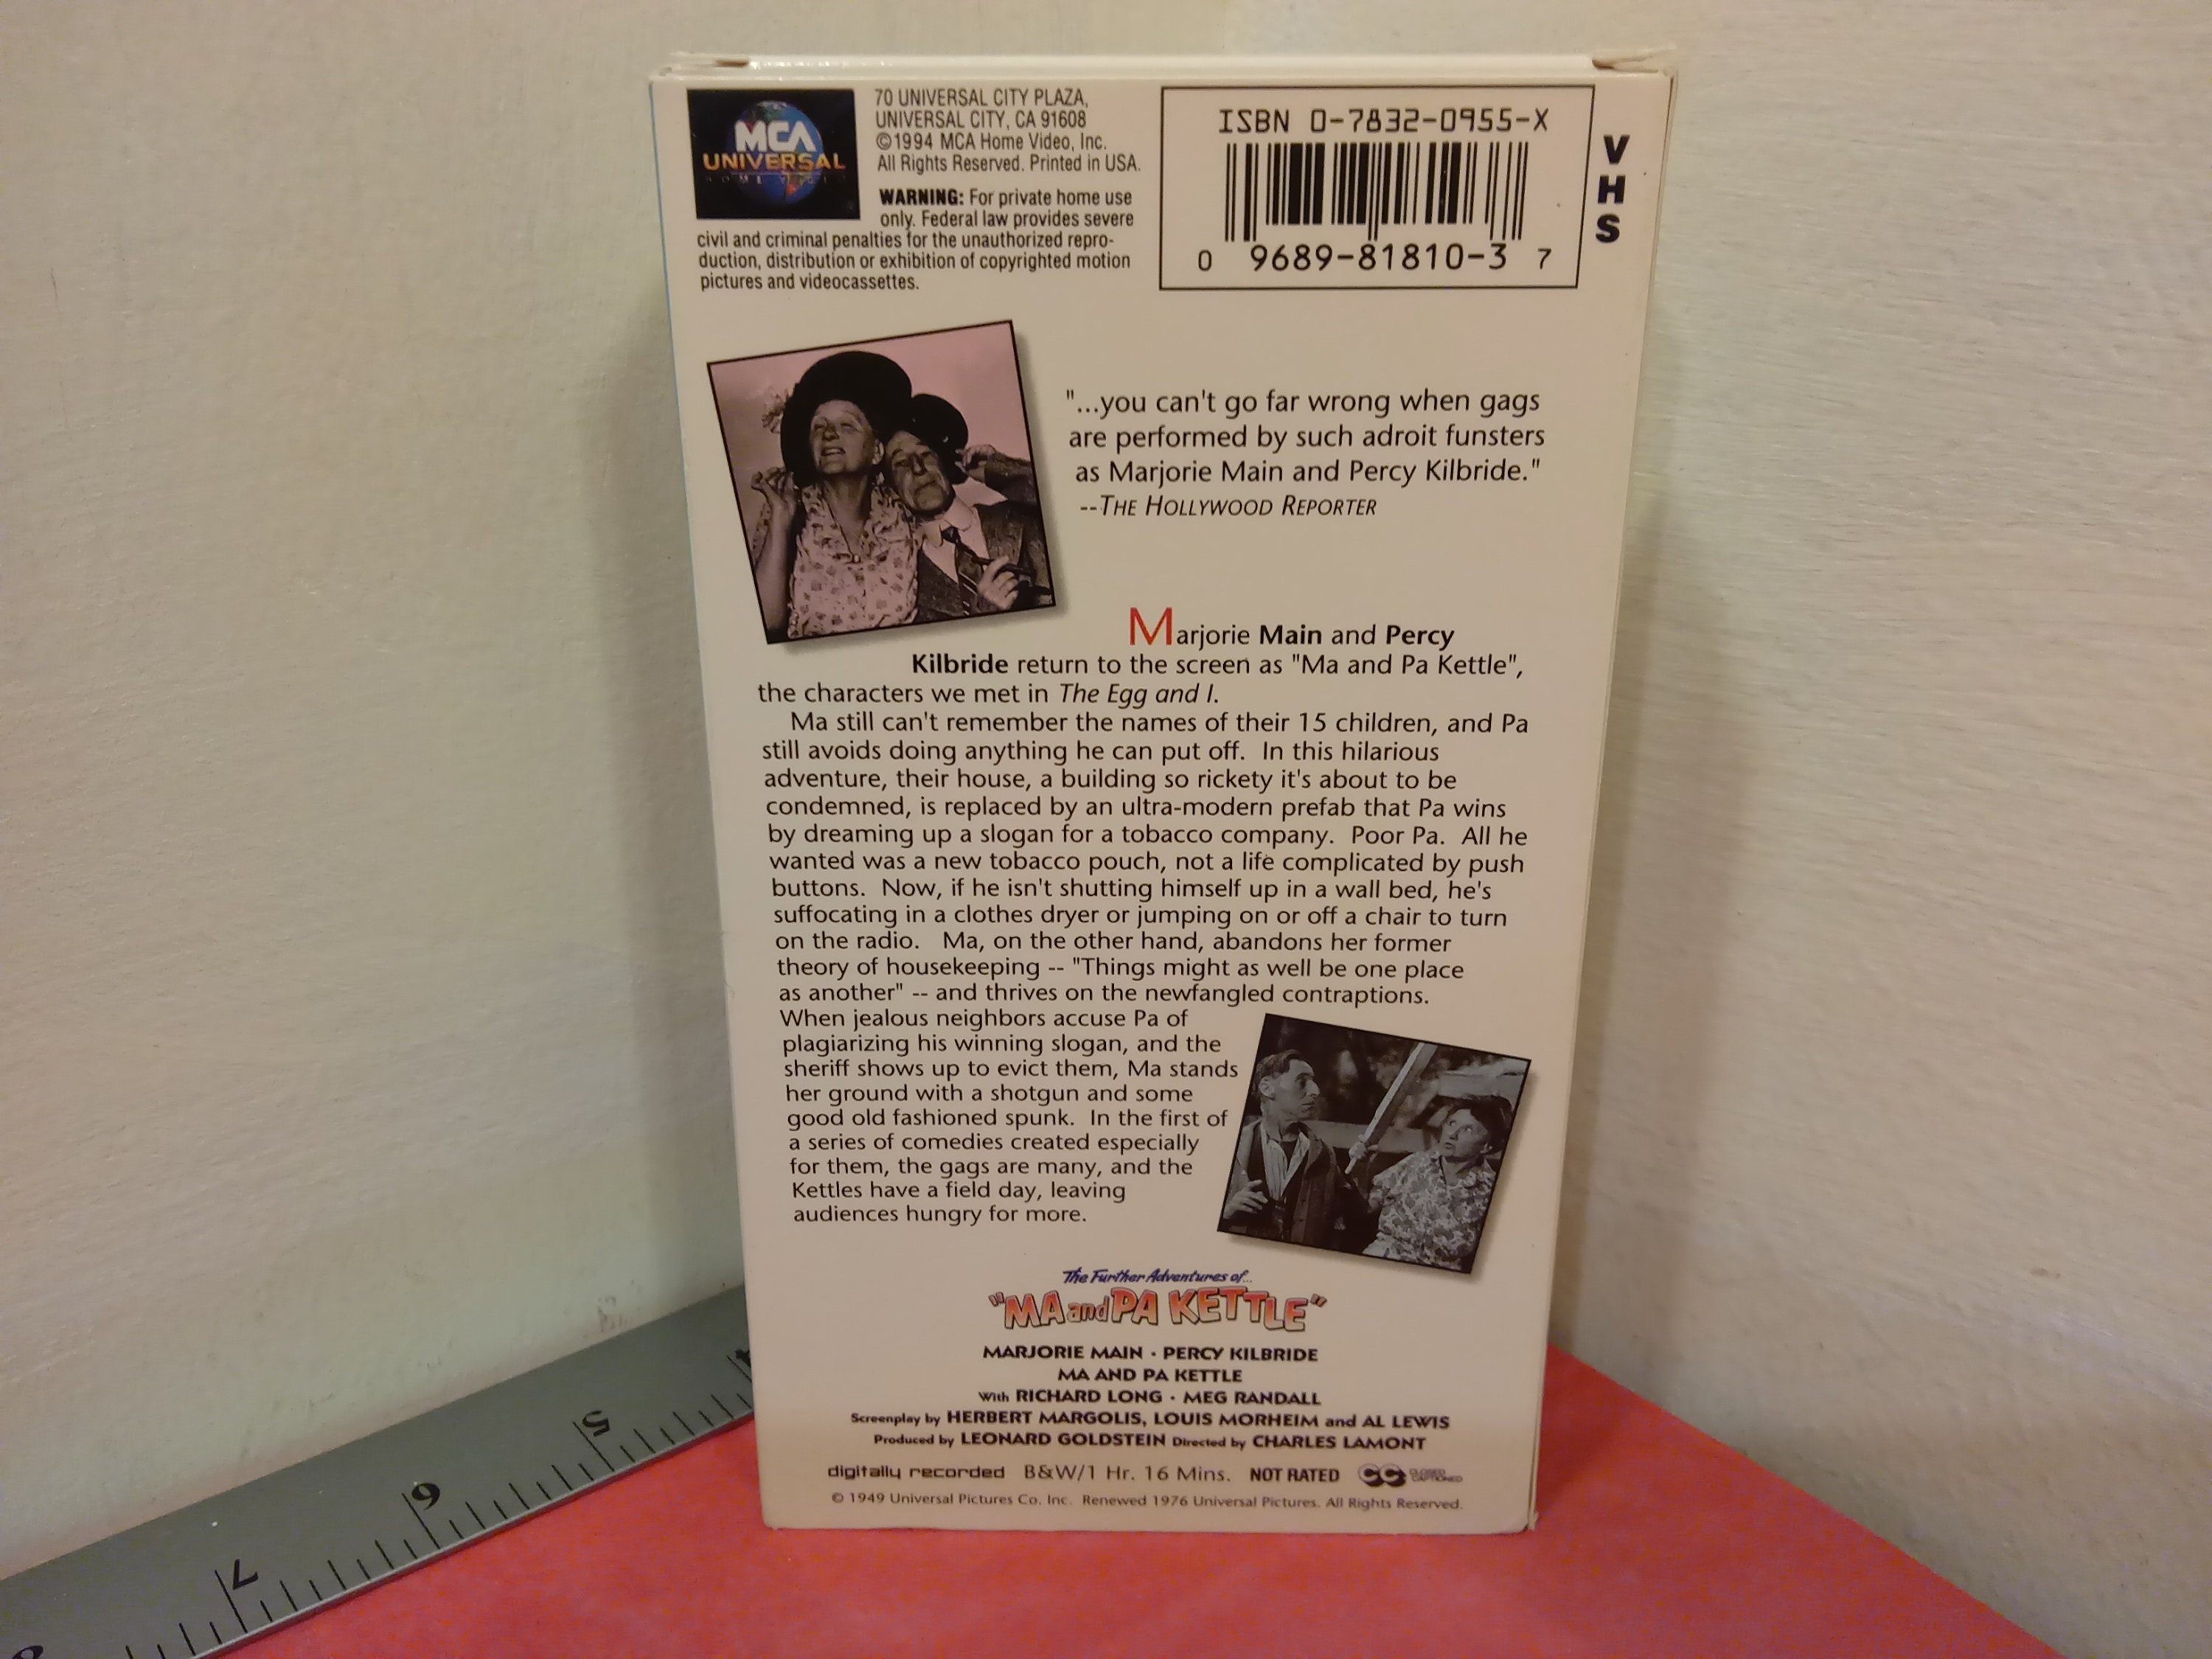 MCA
UNIVERSAL
HOME VIDEO
70 UNIVERSAL CITY PLAZA,
UNIVERSAL CITY, CA 91608
©1994 MCA Home Video, Inc.
All Rights Reserved. Printed in USA.
WARNING: For private home use
only. Federal law provides severe
civil and criminal penalties for the unauthorized repro-
duction, distribution or exhibition of copyrighted motion
pictures and videocassettes.
ISBN 0-7832-0955-X
0 9689-81810-3 7
VHS
"...you can't go far wrong when gags
are performed by such adroit funsters
as Marjorie Main and Percy Kilbride."
--THE HOLLYWOOD REPORTER
Marjorie Main and Percy
Kilbride return to the screen as "Ma and Pa Kettle",
the characters we met in The Egg and I.
Ma still can't remember the names of their 15 children, and Pa
still avoids doing anything he can put off. In this hilarious
adventure, their house, a building so rickety it's about to be
condemned, is replaced by an ultra-modern prefab that Pa wins
by dreaming up a slogan for a tobacco company. Poor Pa. All he
wanted was a new tobacco pouch, not a life complicated by push
buttons. Now, if he isn't shutting himself up in a wall bed, he's
suffocating in a clothes dryer or jumping on or off a chair to turn
on the radio. Ma, on the other hand, abandons her former
theory of housekeeping -- "Things might as well be one place
as another" -- and thrives on the newfangled contraptions.
When jealous neighbors accuse Pa of
plagiarizing his winning slogan, and the
sheriff shows up to evict them, Ma stands
her ground with a shotgun and some
good old fashioned spunk. In the first of
a series of comedies created especially
for them, the gags are many, and the
Kettles have a field day, leaving
audiences hungry for more.
The Further Adventures of...
"MA and PA KETTLE"
MARJORIE MAIN · PERCY KILBRIDE
MA AND PA KETTLE
With RICHARD LONG · MEG RANDALL
Screenplay by HERBERT MARGOLIS, LOUIS MORHEIM and AL LEWIS
Produced by LEONARD GOLDSTEIN Directed by CHARLES LAMONT
digitally recorded B&W/1 Hr. 16 Mins. NOT RATED CC CLOSED CAPTIONED
© 1949 Universal Pictures Co. Inc. Renewed 1976 Universal Pictures. All Rights Reserved.
4
5
6
7
8